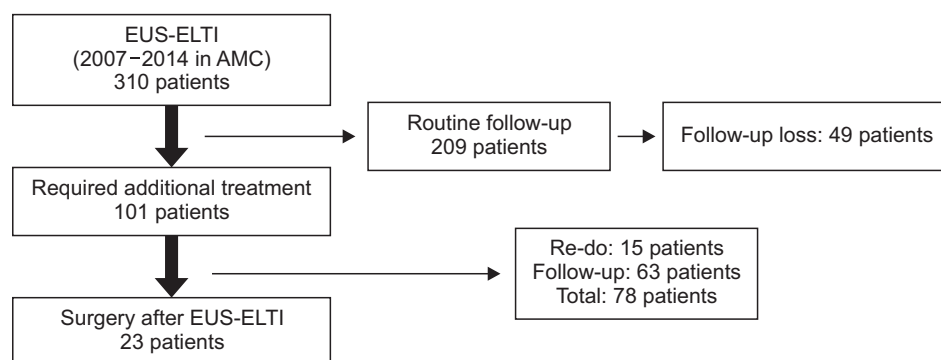 EUS-ELTI
(2007–2014 in AMC)
310 patients
Routine follow-up
209 patients
Follow-up loss: 49 patients
Required additional treatment
101 patients
Re-do: 15 patients
Follow-up: 63 patients
Total: 78 patients
Surgery after EUS-ELTI
23 patients